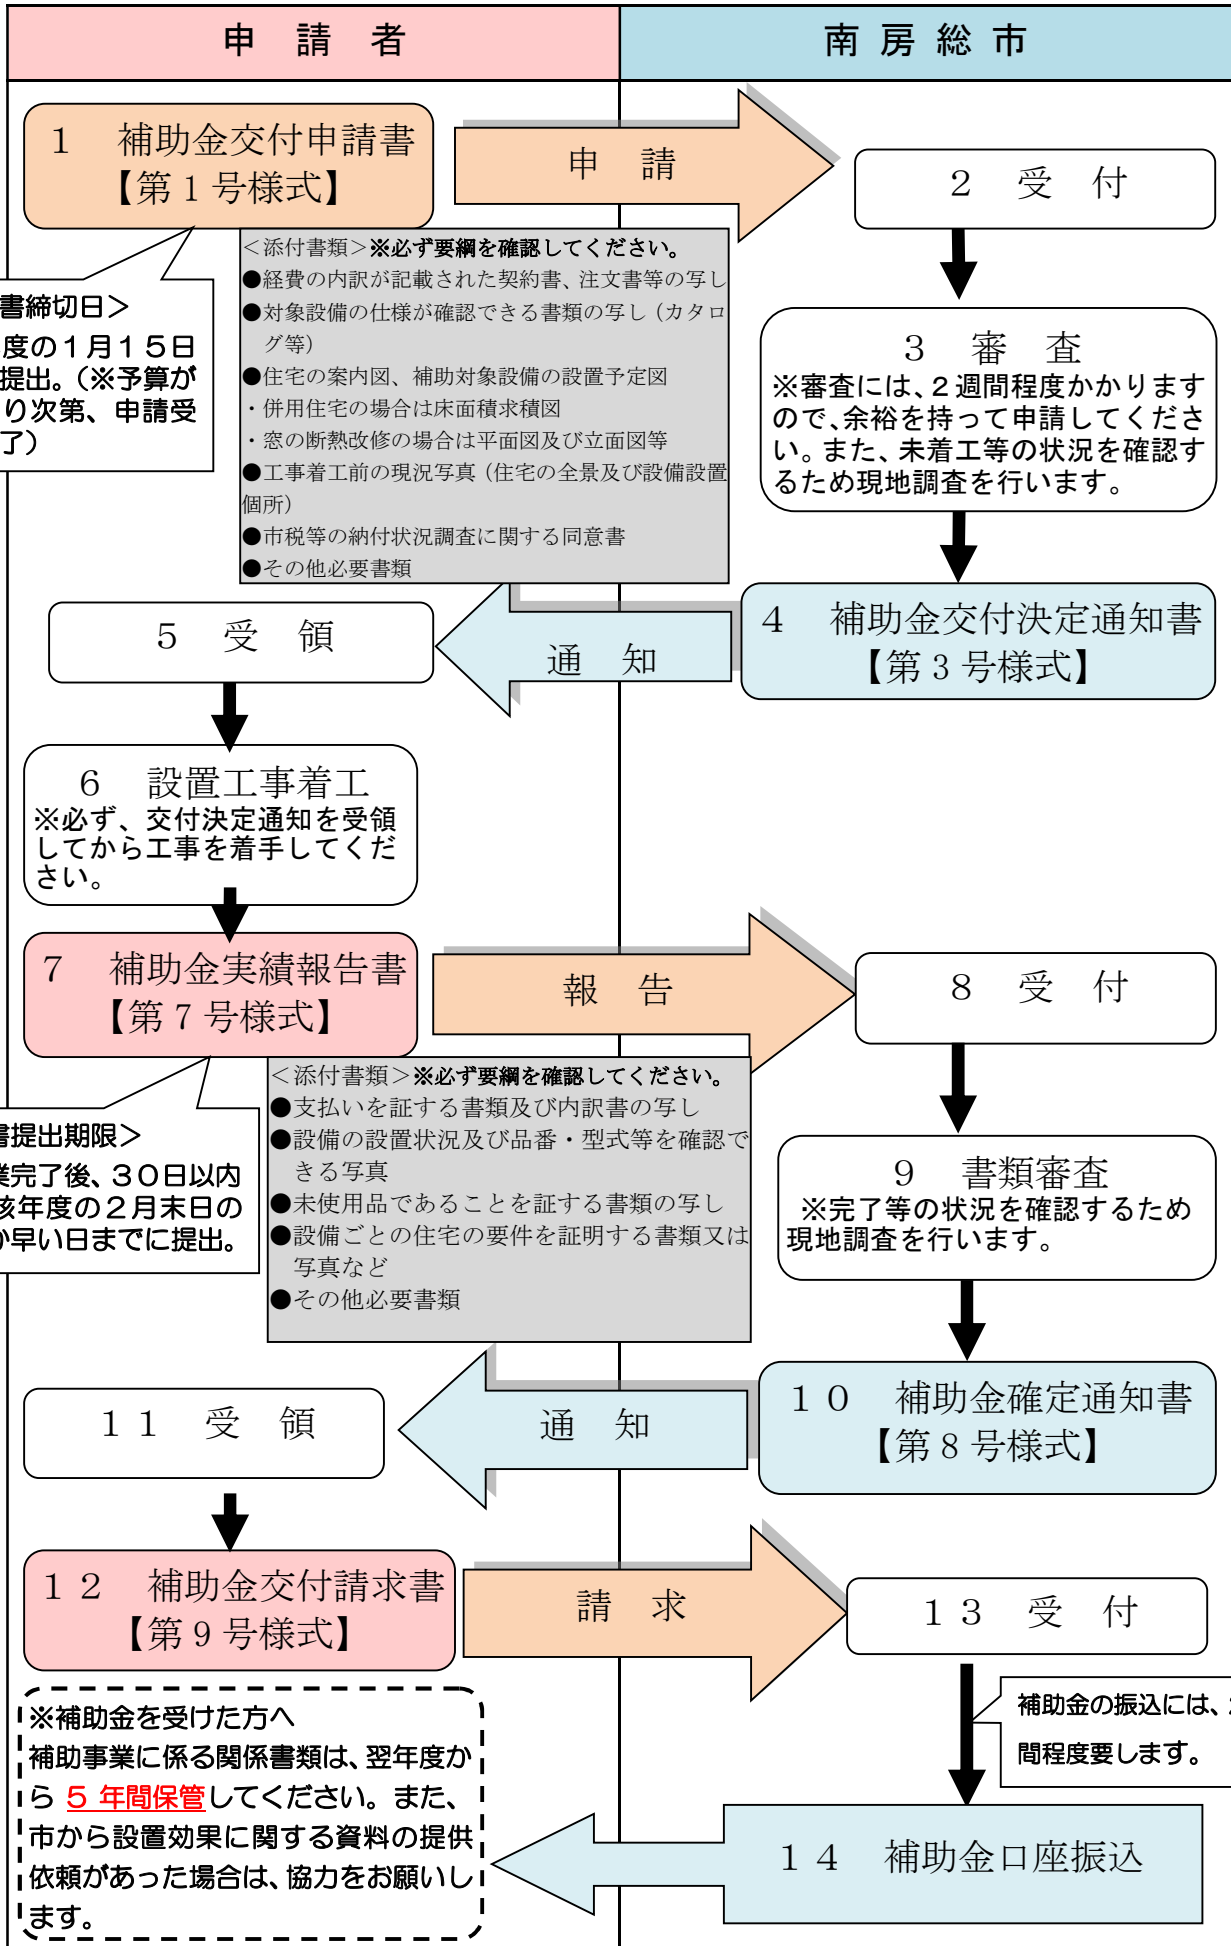 申請者
南房総市
１　補助金交付申請書
【第１号様式】
申　請
２　受　付
＜添付書類＞※必ず要綱を確認してください。
●経費の内訳が記載された契約書、注文書等の写し
●対象設備の仕様が確認できる書類の写し（カタロ
グ等）
●住宅の案内図、補助対象設備の設置予定図
・併用住宅の場合は床面積求積図
・窓の断熱改修の場合は平面図及び立面図等
●工事着工前の現況写真（住宅の全景及び設備設置
個所）
●市税等の納付状況調査に関する同意書
●その他必要書類
書締切日＞
度の１月１５日
提出。（※予算が
り次第、申請受
了）
３　審　査
※審査には、２週間程度かかります
ので、余裕を持って申請してくださ
い。また、未着工等の状況を確認す
るため現地調査を行います。
４　補助金交付決定通知書
【第３号様式】
通　知
５　受　領
６　設置工事着工
※必ず、交付決定通知を受領
してから工事を着手してくだ
さい。
７　補助金実績報告書
【第７号様式】
報　告
８　受　付
＜添付書類＞※必ず要綱を確認してください。
●支払いを証する書類及び内訳書の写し
●設備の設置状況及び品番・型式等を確認で
きる写真
●未使用品であることを証する書類の写し
●設備ごとの住宅の要件を証明する書類又は
写真など
●その他必要書類
書提出期限＞
業完了後、３０日以内
該年度の２月末日の
か早い日までに提出。
９　書類審査
※完了等の状況を確認するため
現地調査を行います。
１０　補助金確定通知書
【第８号様式】
通　知
１１　受　領
１２　補助金交付請求書
【第９号様式】
請　求
１３　受　付
補助金の振込には、
間程度要します。
１４　補助金口座振込
※補助金を受けた方へ
補助事業に係る関係書類は、翌年度か
ら ５ 年間保管してください。また、
市から設置効果に関する資料の提供
依頼があった場合は、協力をお願いし
ます。